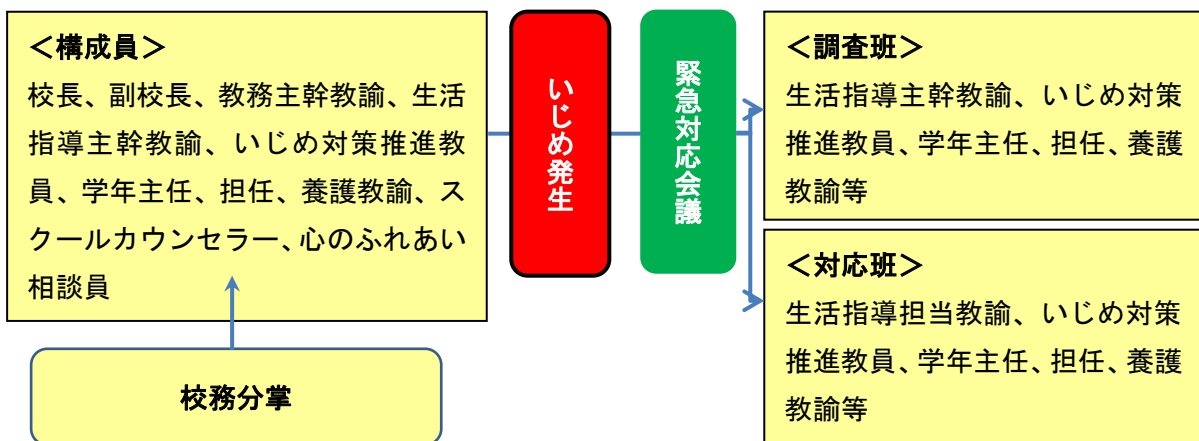 ＜構成員＞
校長、副校長、教務主幹教諭、生活
指導主幹教諭、いじめ対策推進教
員、学年主任、担任、養護教諭、ス
クールカウンセラー、心のふれあい
相談員
校務分掌
いじめ発生
緊急対応会議
＜調査班＞
生活指導主幹教諭、いじめ対策
推進教員、学年主任、担任、養護
教諭等
＜対応班＞
生活指導担当教諭、いじめ対策
推進教員、学年主任、担任、養護
教諭等